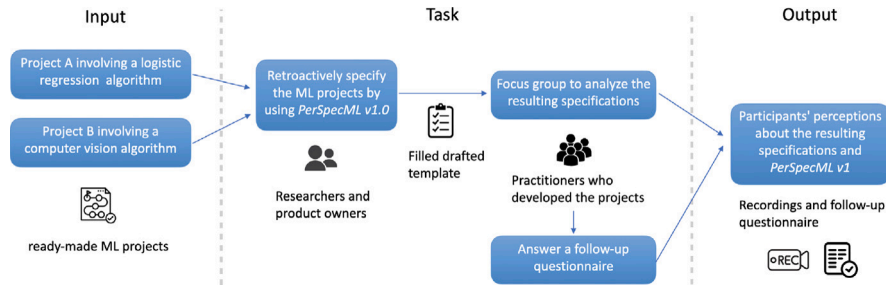 Input
Task
Output
Project A involving a logistic
regression algorithm
Project B involving a
computer vision algorithm
ready-made ML projects
Retroactively specify
the ML projects by
using PerSpecML v1.0
Researchers and
product owners
Filled drafted
template
Focus group to analyze the
resulting specifications
Practitioners who
developed the projects
Answer a follow-up
questionnaire
Participants' perceptions
about the resulting
specifications and
PerSpecML v1
Recordings and follow-up
questionnaire
REC